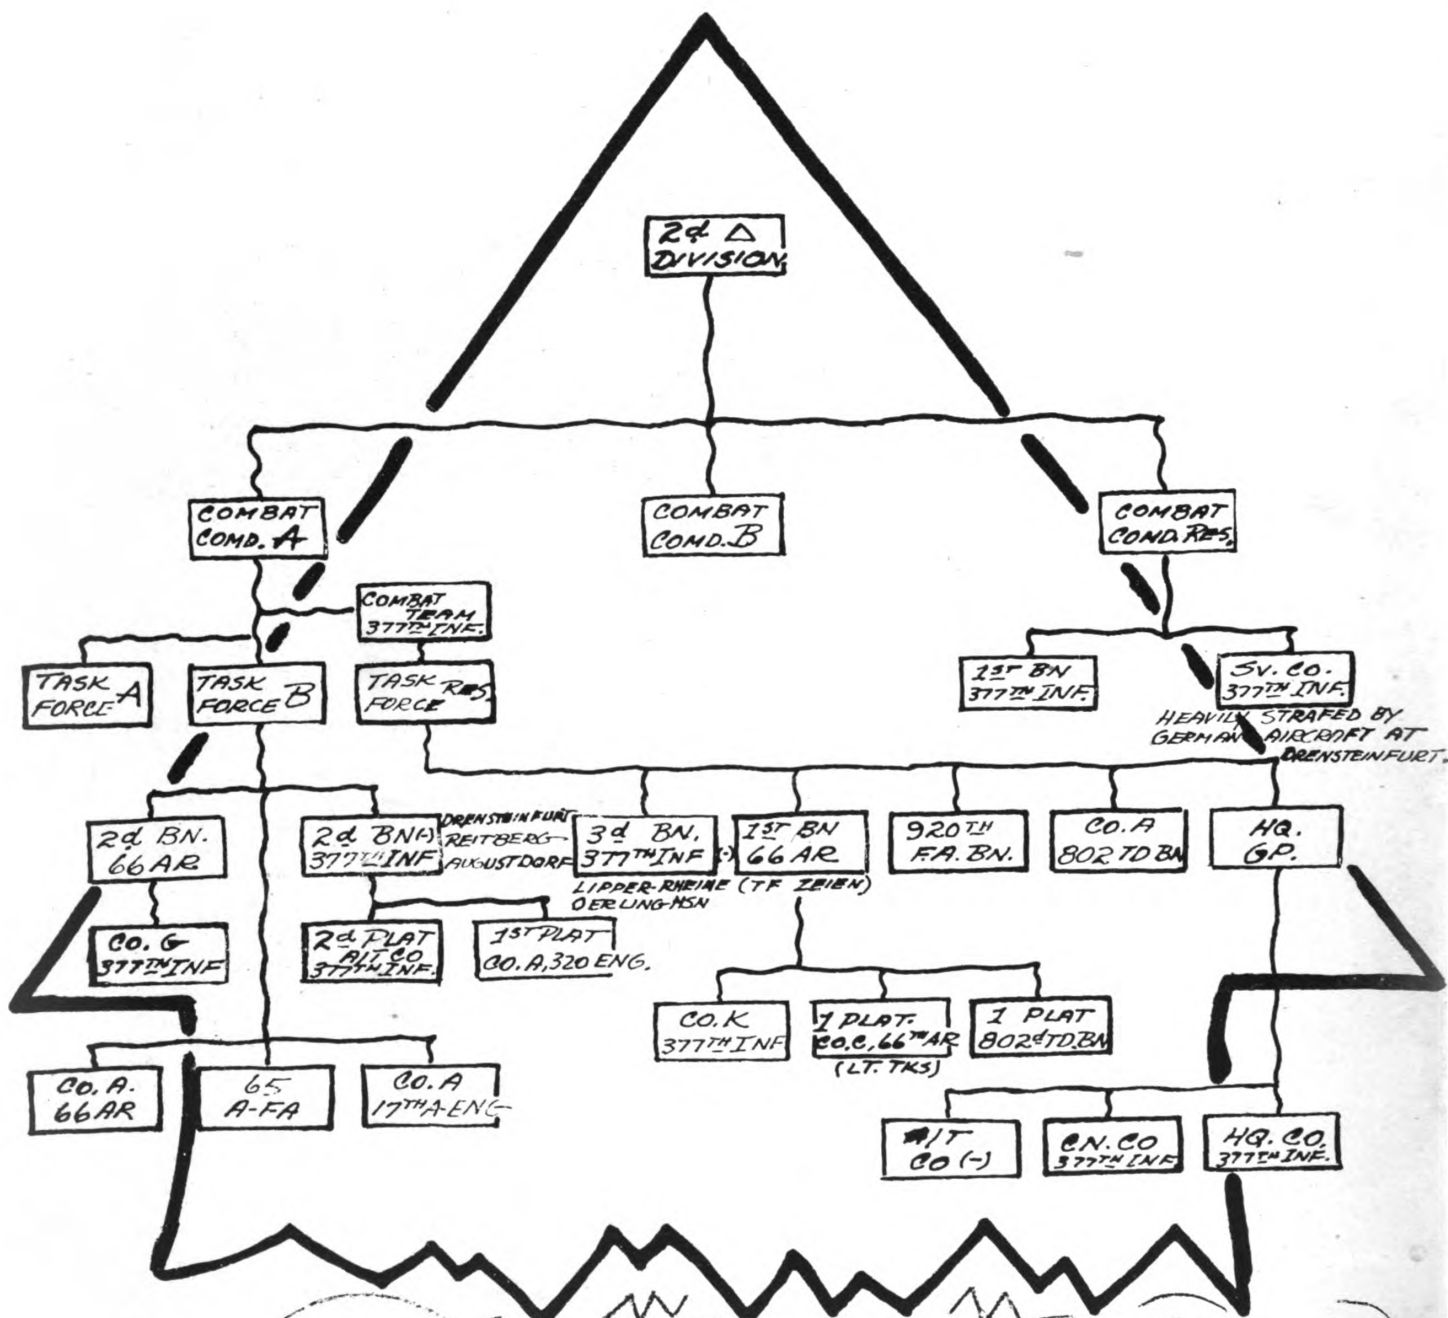 2d △
DIVISION
COMBAT
COMD. A
COMBAT
COMD. B
COMBAT
COMD. RES.
COMBAT
TEAM
377TH INF.
TASK
FORCE A
TASK
FORCE B
TASK RES.
FORCE
1ST BN
377TH INF.
SV. CO.
377TH INF.
HEAVILY STRAFED BY
GERMAN AIRCRAFT AT
DRENSTEINFURT.
2d BN.
66 AR
2d BN(-)
377TH INF
DRENSTEINFURT
REITBERG-
AUGUSTDORF
3d BN.
377TH INF (-)
LIPPER-RHEIME
OERLINGHSN
1ST BN
66 AR
(TF ZEIEN)
920TH
F.A. BN.
CO. A
802 TD BN
HQ.
GP.
CO. G
377TH INF
2d PLAT
A/T CO
377TH INF.
1ST PLAT
CO. A, 320 ENG.
CO. K
377TH INF
1 PLAT.
CO. C, 66TH AR
(LT. TKS)
1 PLAT
802d TD. BN
CO. A.
66 AR
65
A-FA
CO. A
17TH A-ENG
A/T
CO (-)
CN. CO
377TH INF
HQ. CO.
377TH INF.